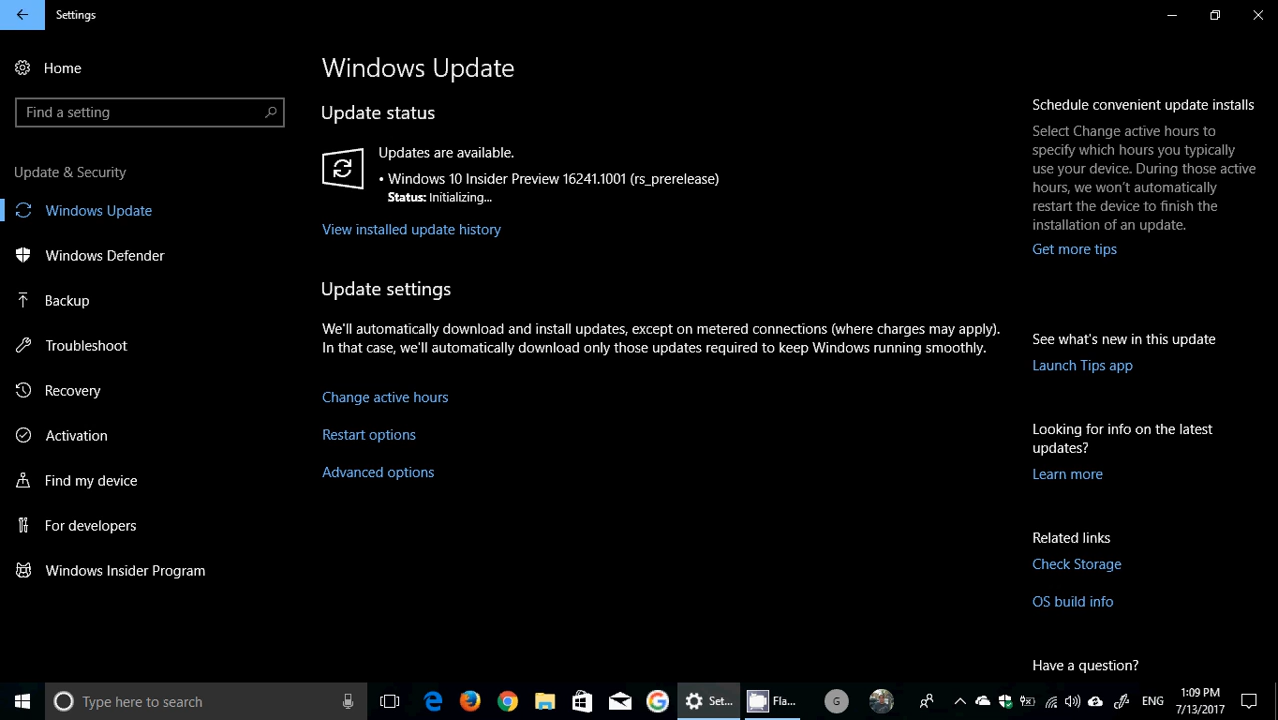 Settings
Home
Find a setting
Update & Security
Windows Update
Windows Defender
Backup
Troubleshoot
Recovery
Activation
Find my device
For developers
Windows Insider Program
Windows Update
Update status
Updates are available.
• Windows 10 Insider Preview 16241.1001 (rs_prerelease)
Status: Initializing...
View installed update history
Update settings
We'll automatically download and install updates, except on metered connections (where charges may apply).
In that case, we'll automatically download only those updates required to keep Windows running smoothly.
Change active hours
Restart options
Advanced options
Schedule convenient update installs
Select Change active hours to
specify which hours you typically
use your device. During those active
hours, we won't automatically
restart the device to finish the
installation of an update.
Get more tips
See what's new in this update
Launch Tips app
Looking for info on the latest
updates?
Learn more
Related links
Check Storage
OS build info
Have a question?
Type here to search
Set...
Fla...
G
ENG
1:09 PM
7/13/2017